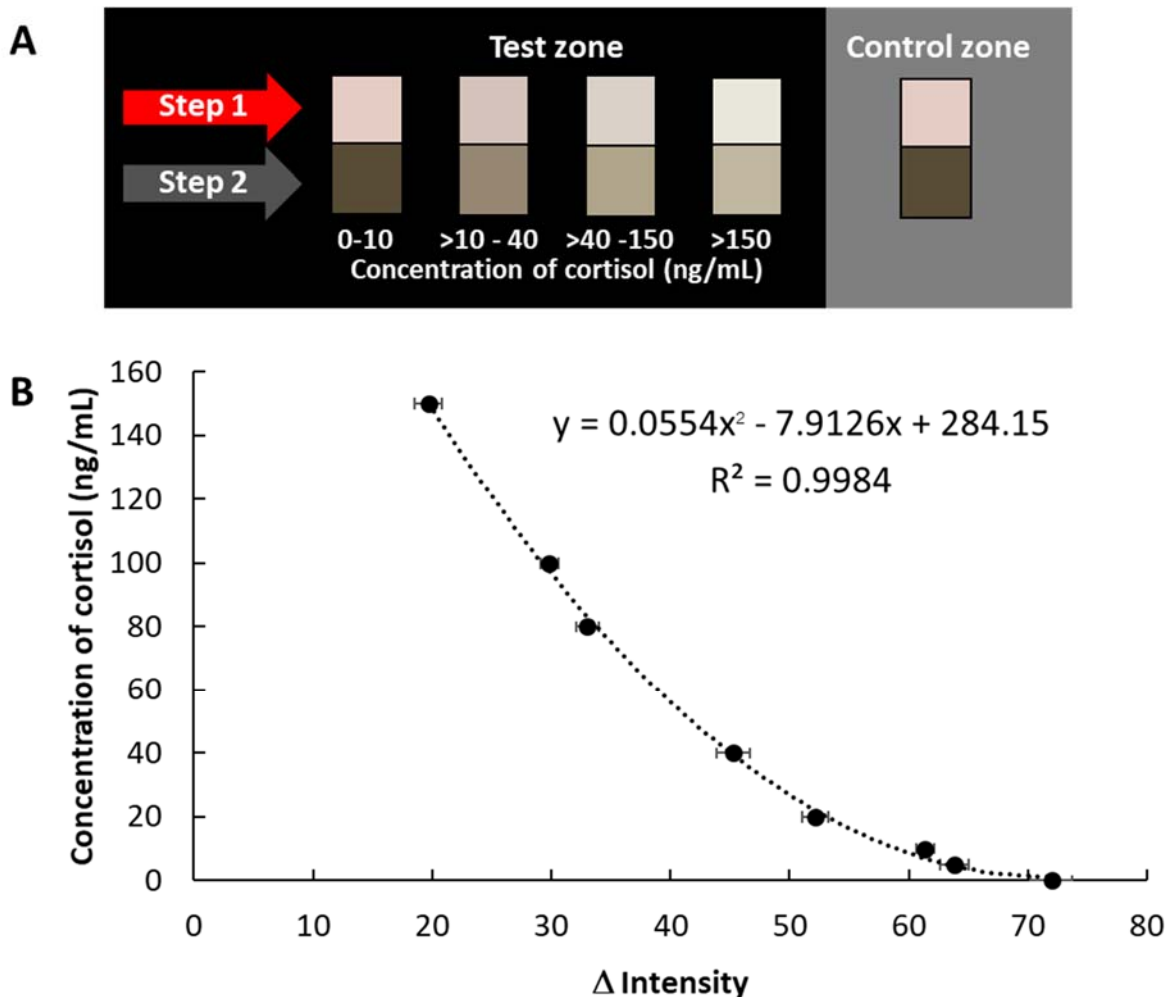 A
Test zone
Control zone
Step 1
Step 2
0-10 >10 - 40 >40 -150 >150
Concentration of cortisol (ng/mL)
B
Concentration of cortisol (ng/mL)
160
140
120
100
80
60
40
20
0
y = 0.0554x² - 7.9126x + 284.15
R² = 0.9984
0 10 20 30 40 50 60 70 80
Δ Intensity